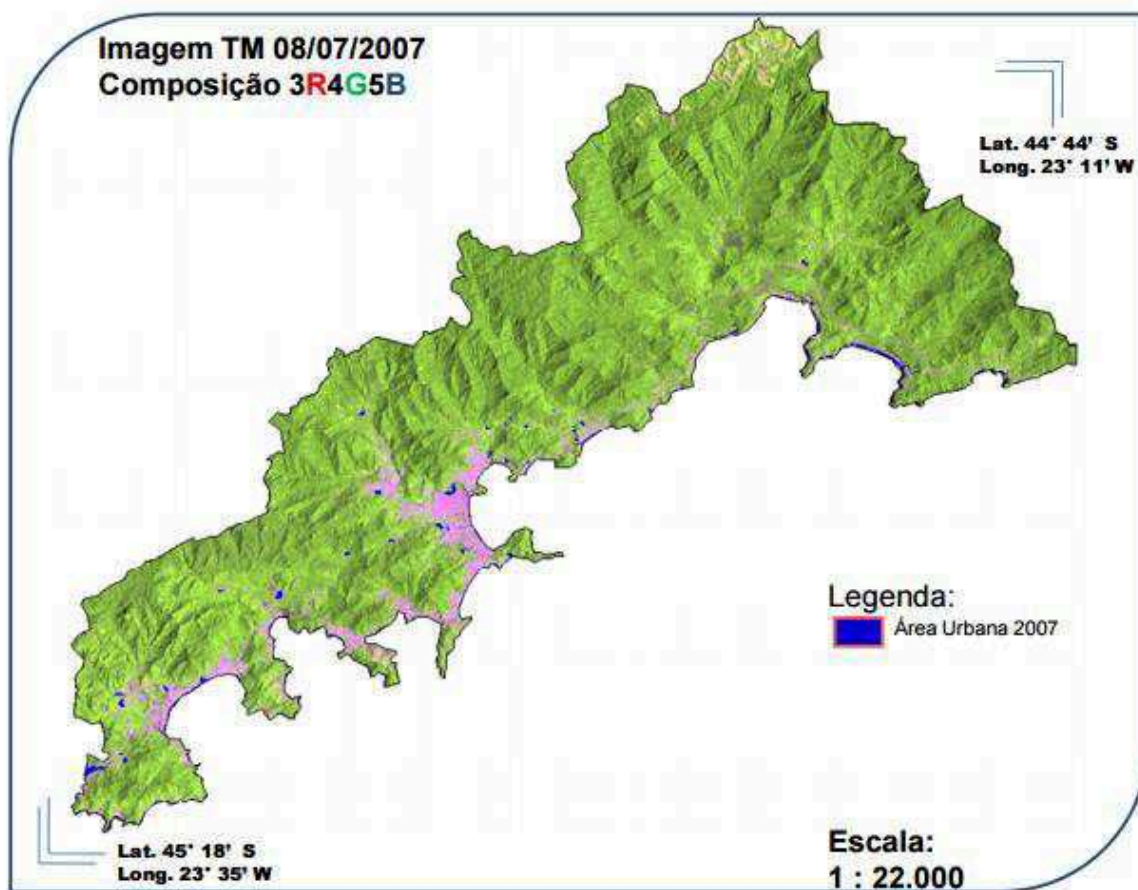 Imagem TM 08/07/2007
Composição 3R4G5B
Lat. 44° 44' S
Long. 23° 11' W
Legenda:
Área Urbana 2007
Lat. 45° 18' S
Long. 23° 35' W
Escala:
1 : 22.000